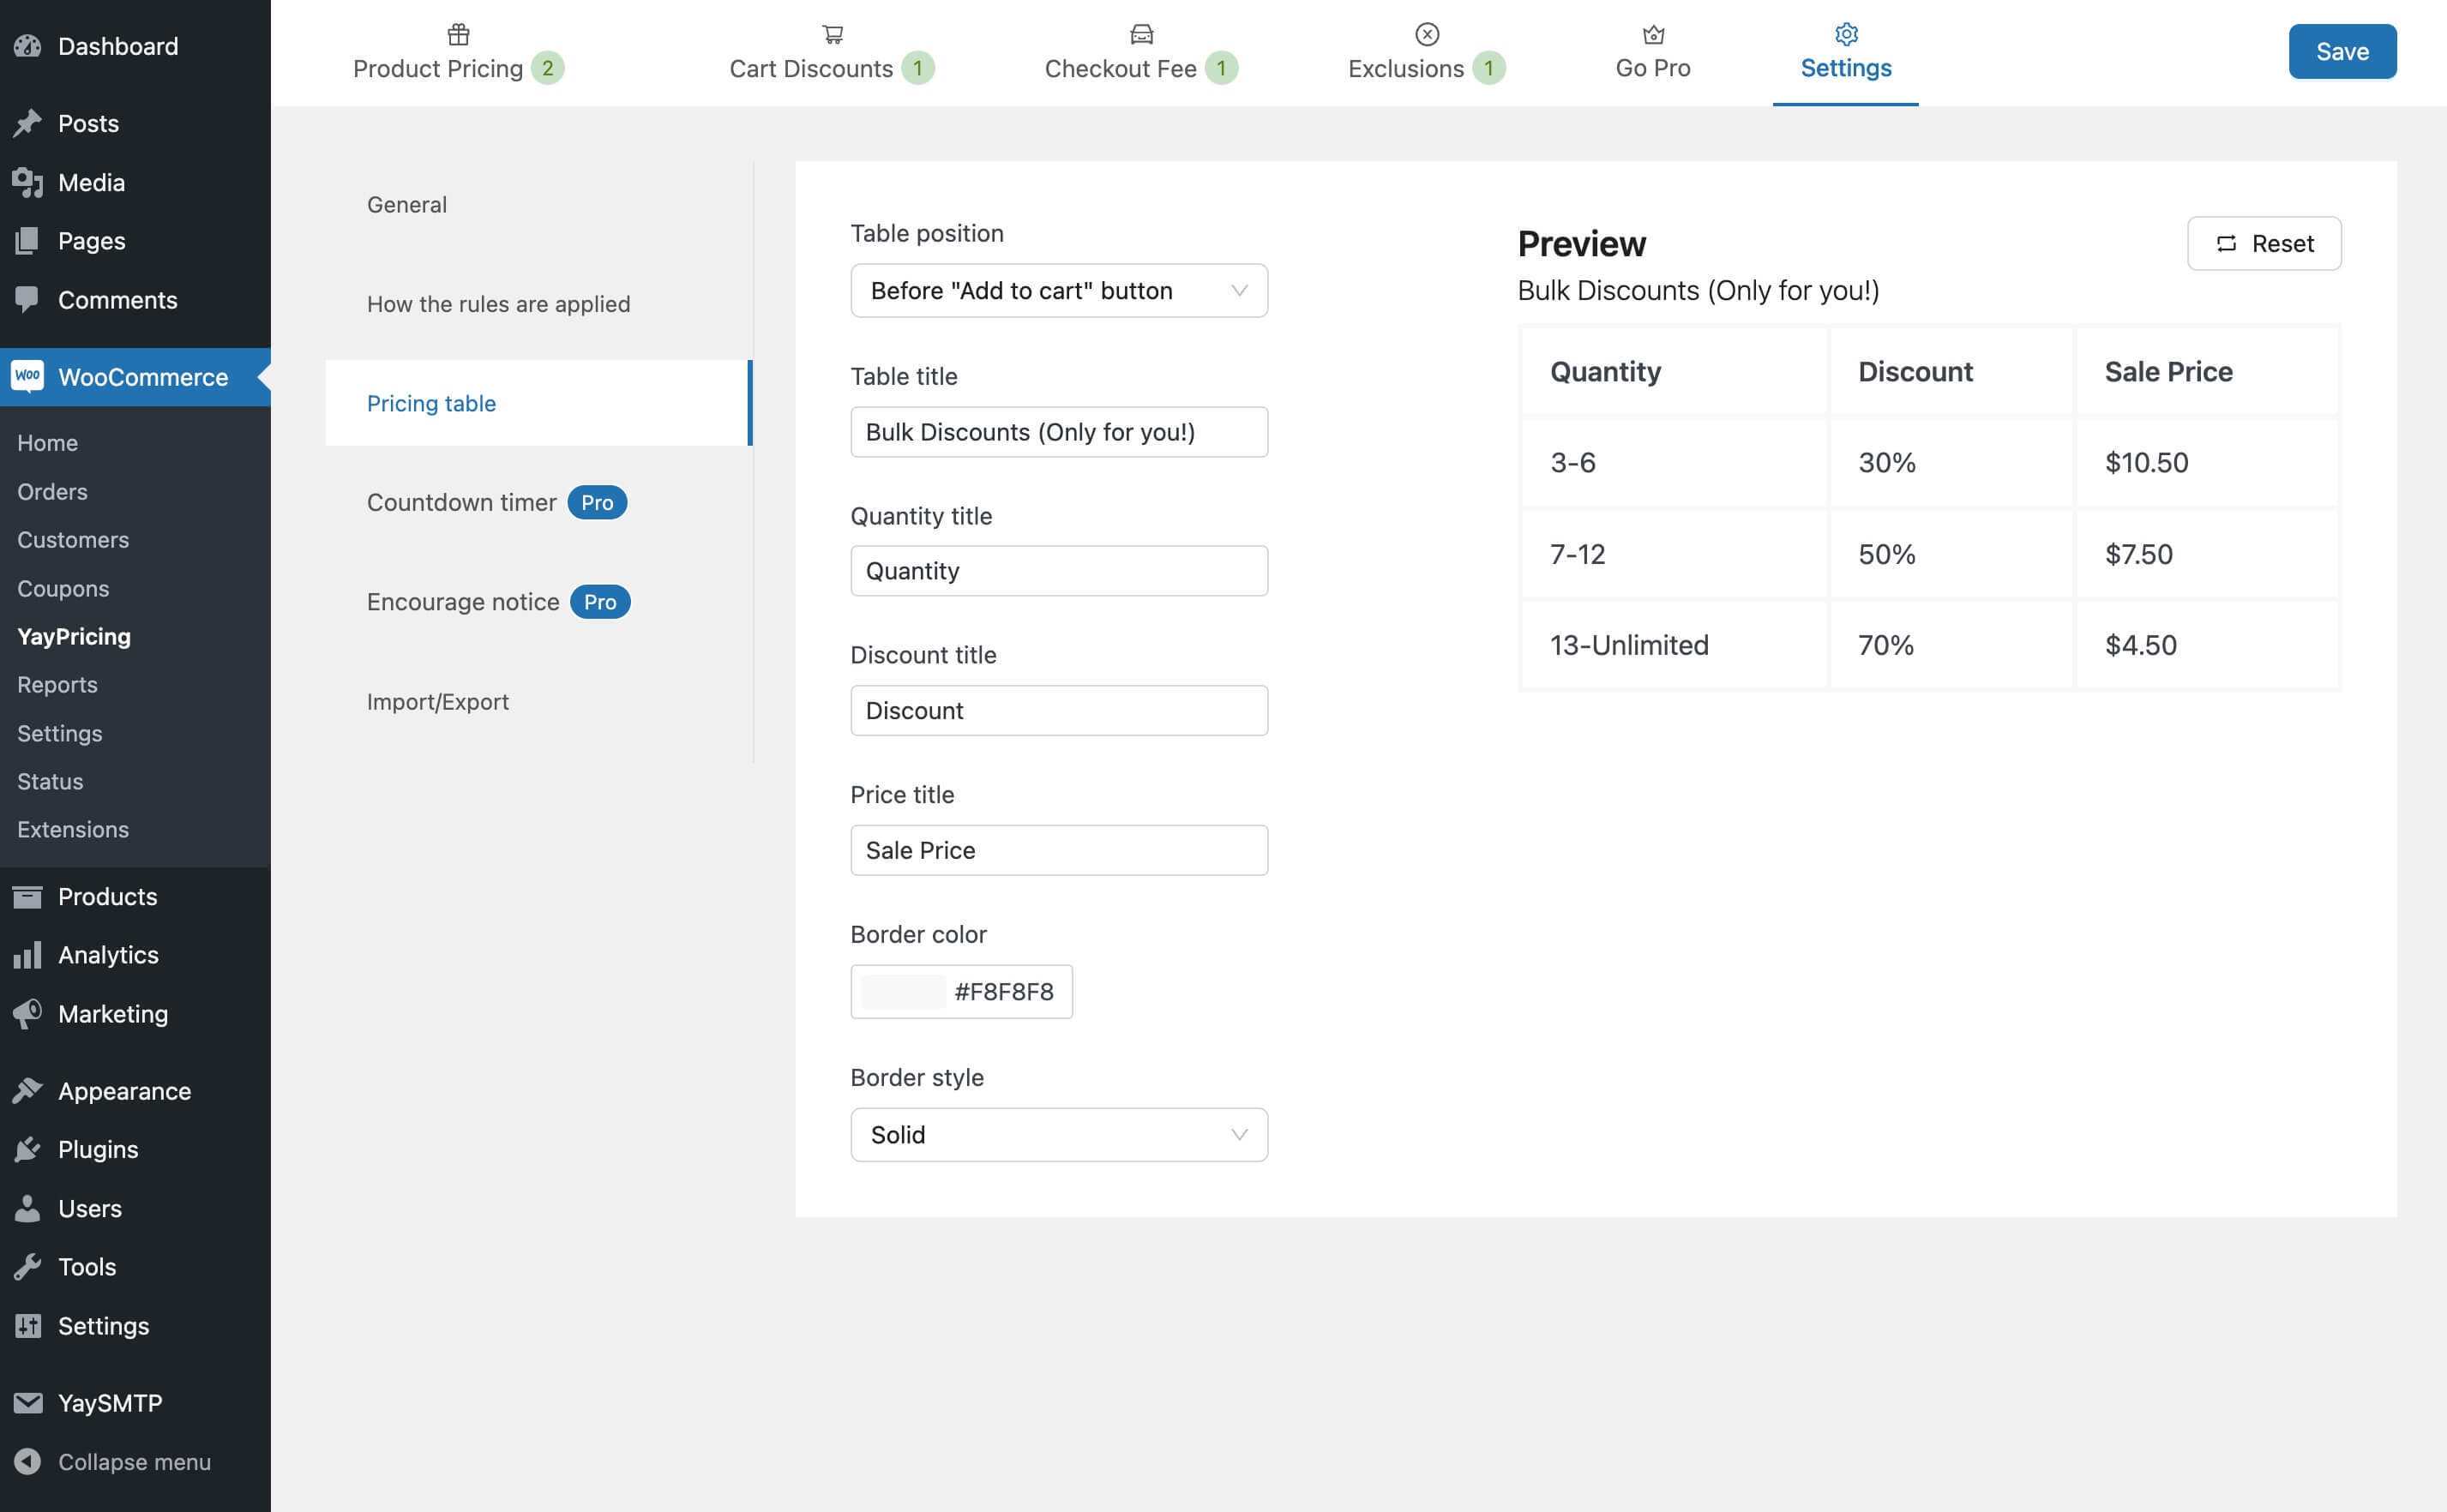 Dashboard
Posts
Media
Pages
Comments
Woo WooCommerce
Home
Orders
Customers
Coupons
YayPricing
Reports
Settings
Status
Extensions
Products
Analytics
Marketing
Appearance
Plugins
Users
Tools
Settings
YaySMTP
Collapse menu
Product Pricing 2
Cart Discounts 1
Checkout Fee 1
Exclusions 1
Go Pro
Settings
Save
General
How the rules are applied
Pricing table
Countdown timer Pro
Encourage notice Pro
Import/Export
Table position
Before "Add to cart" button
Table title
Bulk Discounts (Only for you!)
Quantity title
Quantity
Discount title
Discount
Price title
Sale Price
Border color
#F8F8F8
Border style
Solid
Preview
Reset
Bulk Discounts (Only for you!)
Quantity Discount Sale Price
3-6 30% $10.50
7-12 50% $7.50
13-Unlimited 70% $4.50